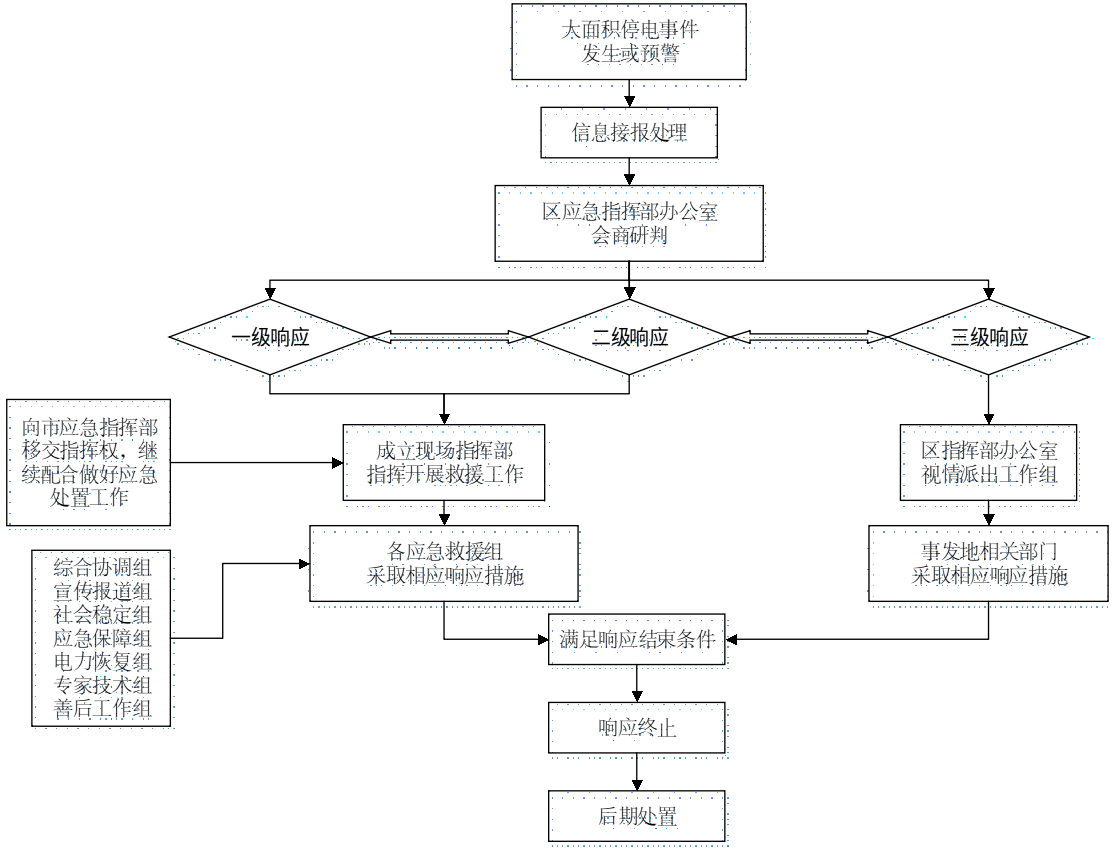 大面积停电事件
发生或预警
信息接报处理
区应急指挥部办公室
会商研判
一级响应
二级响应
三级响应
向市应急指挥部
移交指挥权，继
续配合做好应急
处置工作
成立现场指挥部
指挥开展救援工作
区指挥部办公室
视情派出工作组
各应急救援组
采取相应响应措施
事发地相关部门
采取相应响应措施
综合协调组
宣传报道组
社会稳定组
应急保障组
电力恢复组
专家技术组
善后工作组
满足响应结束条件
响应终止
后期处置